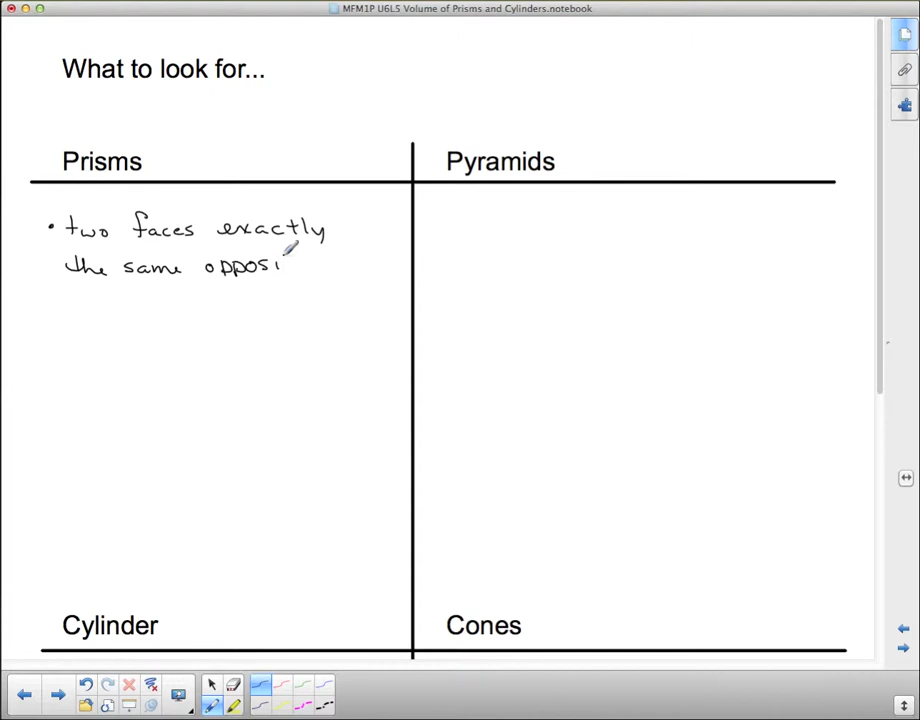 MFM1P U6L5 Volume of Prisms and Cylinders.notebook
What to look for...
Prisms
Pyramids
• two faces exactly
the same opposi
Cylinder
Cones